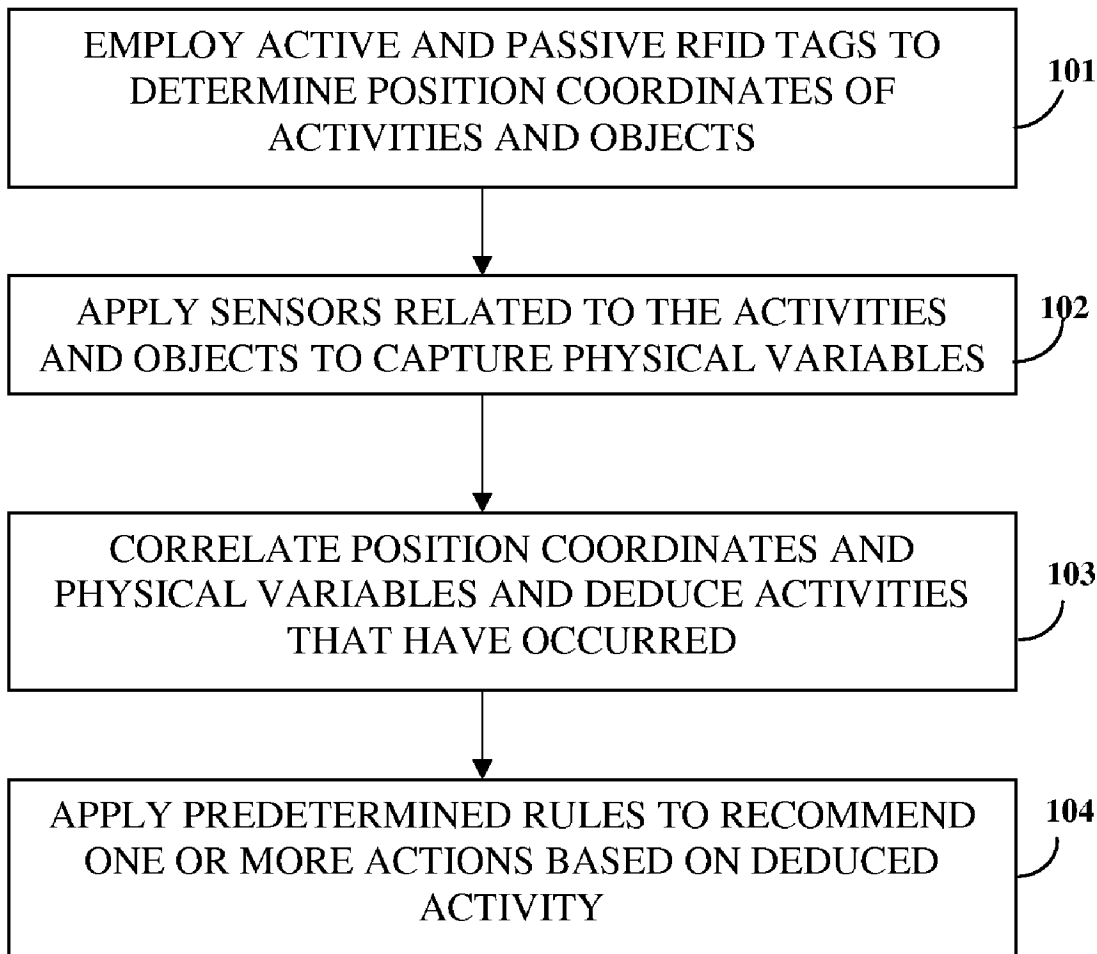 EMPLOY ACTIVE AND PASSIVE RFID TAGS TO
DETERMINE POSITION COORDINATES OF
ACTIVITIES AND OBJECTS
101
APPLY SENSORS RELATED TO THE ACTIVITIES
AND OBJECTS TO CAPTURE PHYSICAL VARIABLES
102
CORRELATE POSITION COORDINATES AND
PHYSICAL VARIABLES AND DEDUCE ACTIVITIES
THAT HAVE OCCURRED
103
APPLY PREDETERMINED RULES TO RECOMMEND
ONE OR MORE ACTIONS BASED ON DEDUCED
ACTIVITY
104